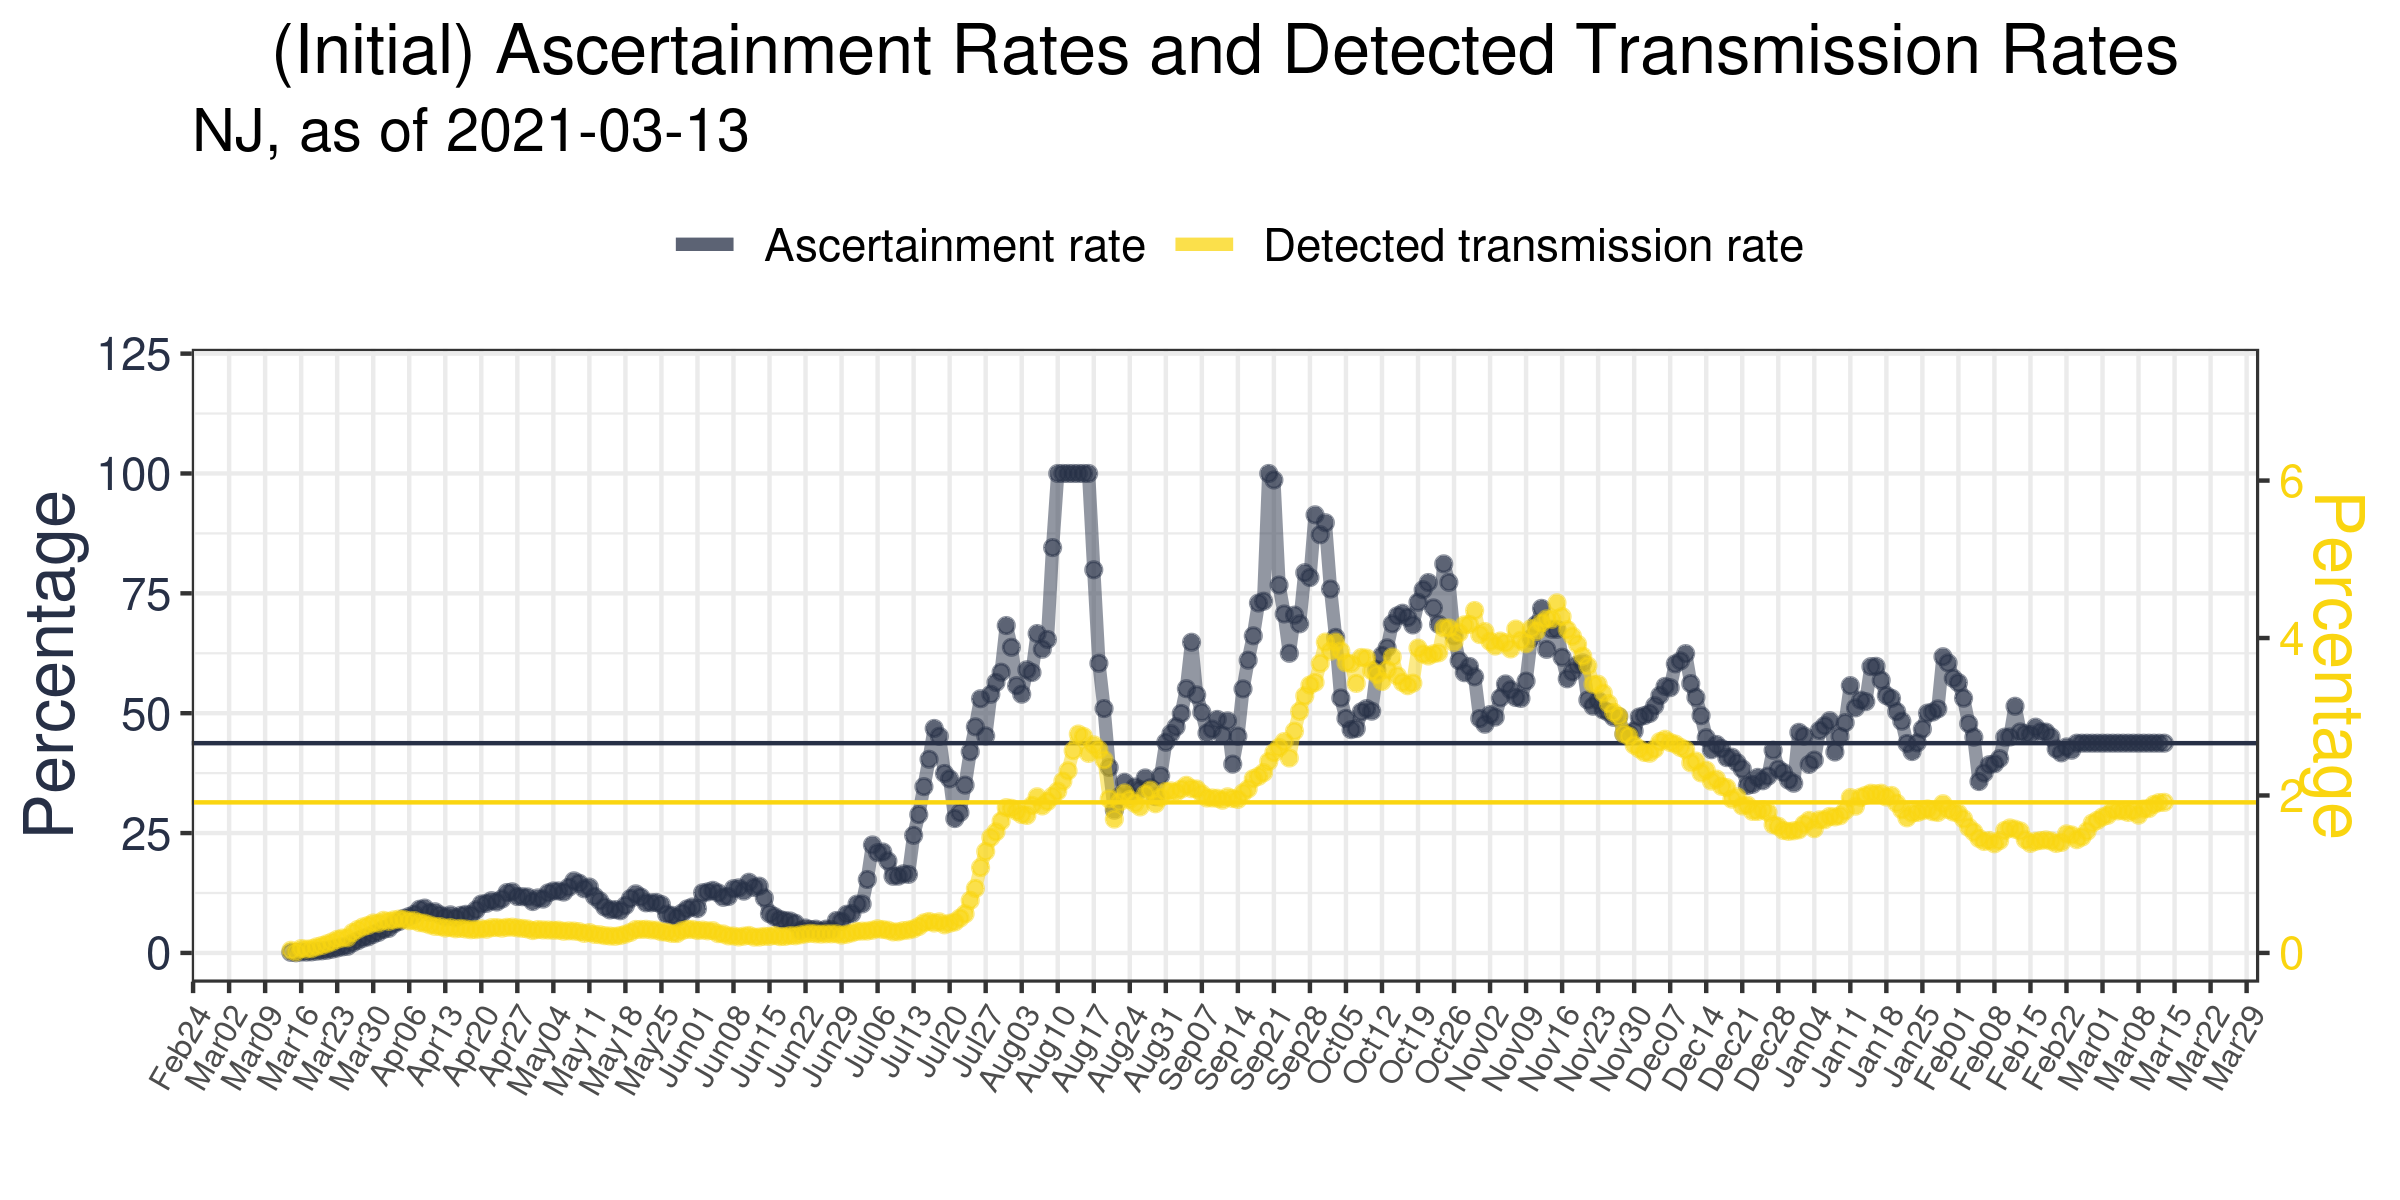 (Initial) Ascertainment Rates and Detected Transmission Rates
NJ, as of 2021-03-13
Ascertainment rate Detected transmission rate
Percentage
125
100
75
50
25
0
6
4
2
0
Percentage
Feb24 Mar02 Mar09 Mar16 Mar23 Mar30 Apr06 Apr13 Apr20 Apr27 May04 May11 May18 May25 Jun01 Jun08 Jun15 Jun22 Jun29 Jul06 Jul13 Jul20 Jul27 Aug03 Aug10 Aug17 Aug24 Aug31 Sep07 Sep14 Sep21 Sep28 Oct05 Oct12 Oct19 Oct26 Nov02 Nov09 Nov16 Nov23 Nov30 Dec07 Dec14 Dec21 Dec28 Jan04 Jan11 Jan18 Jan25 Feb01 Feb08 Feb15 Feb22 Mar01 Mar08 Mar15 Mar22 Mar29